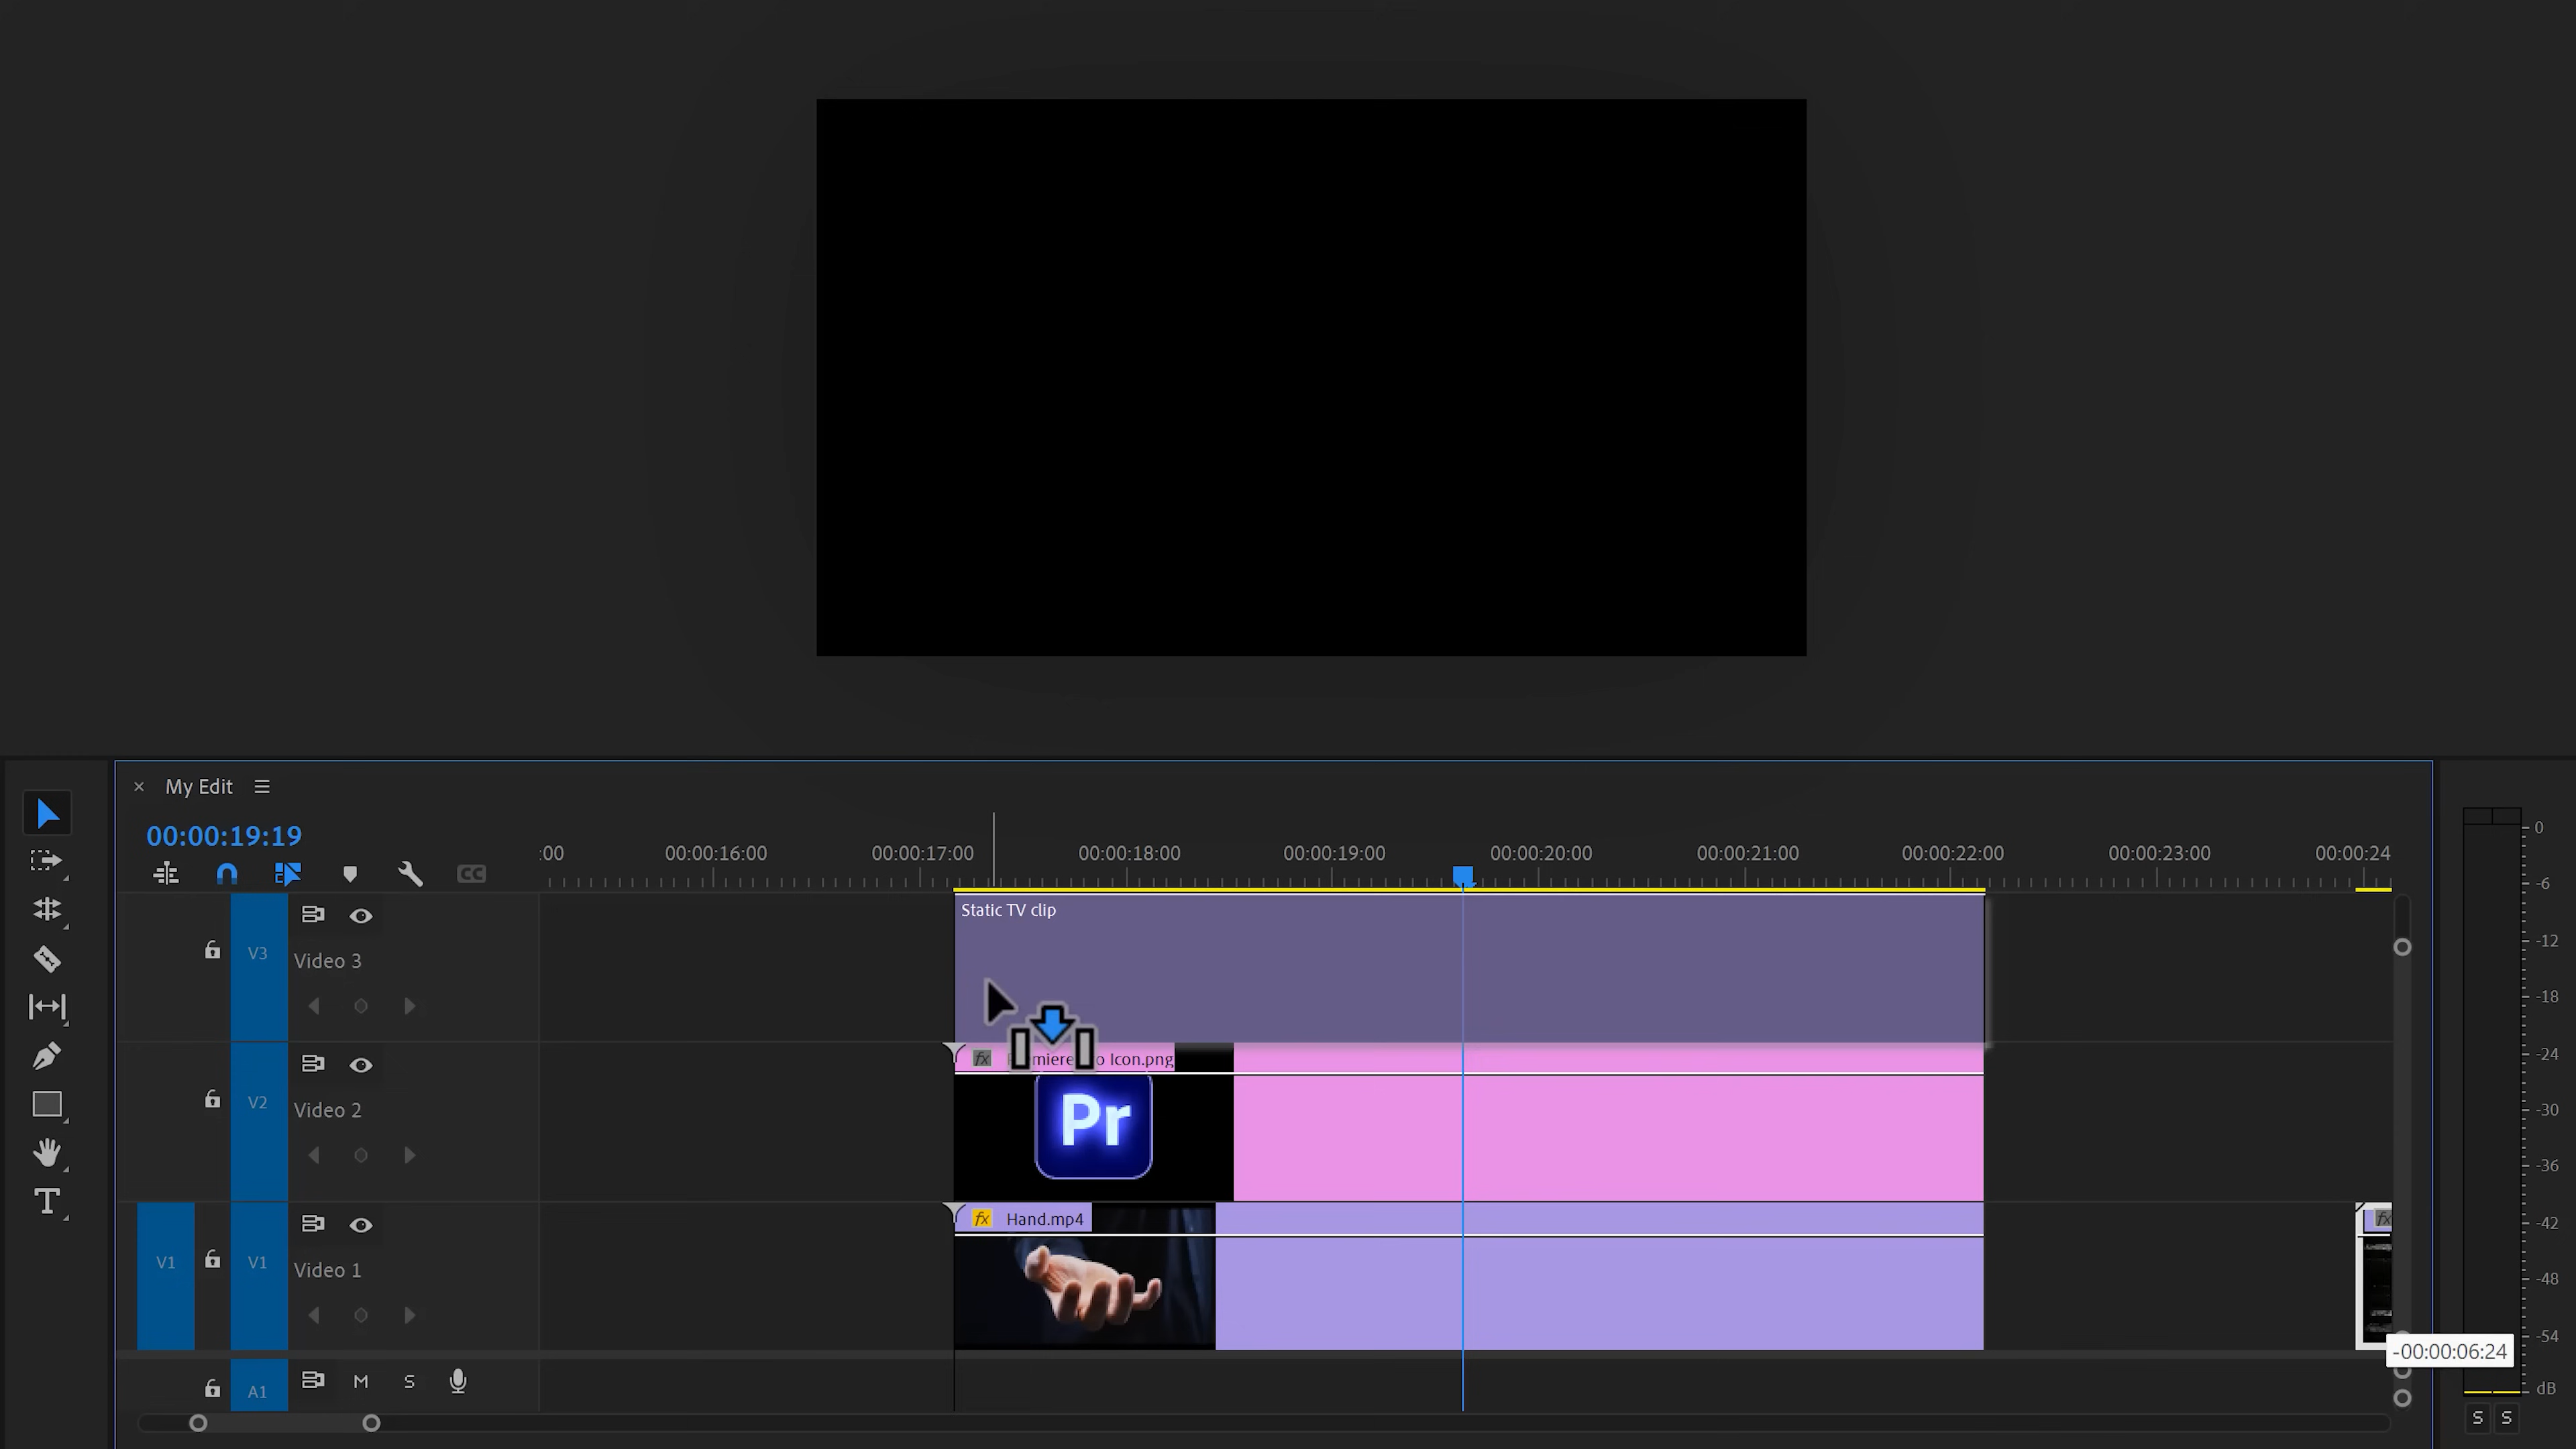 × My Edit
00:00:19:19
:00 00:00:16:00 00:00:17:00 00:00:18:00 00:00:19:00 00:00:20:00 00:00:21:00 00:00:22:00 00:00:23:00 00:00:24
CC
0
-6
-12
-18
-24
-30
-36
-42
-48
-54
dB
S S
V3 Video 3
Static TV clip
V2 Video 2
fx o Icon.png
Pr
V1 V1 Video 1
fx Hand.mp4
fx
-00:00:06:24
A1 M S
T